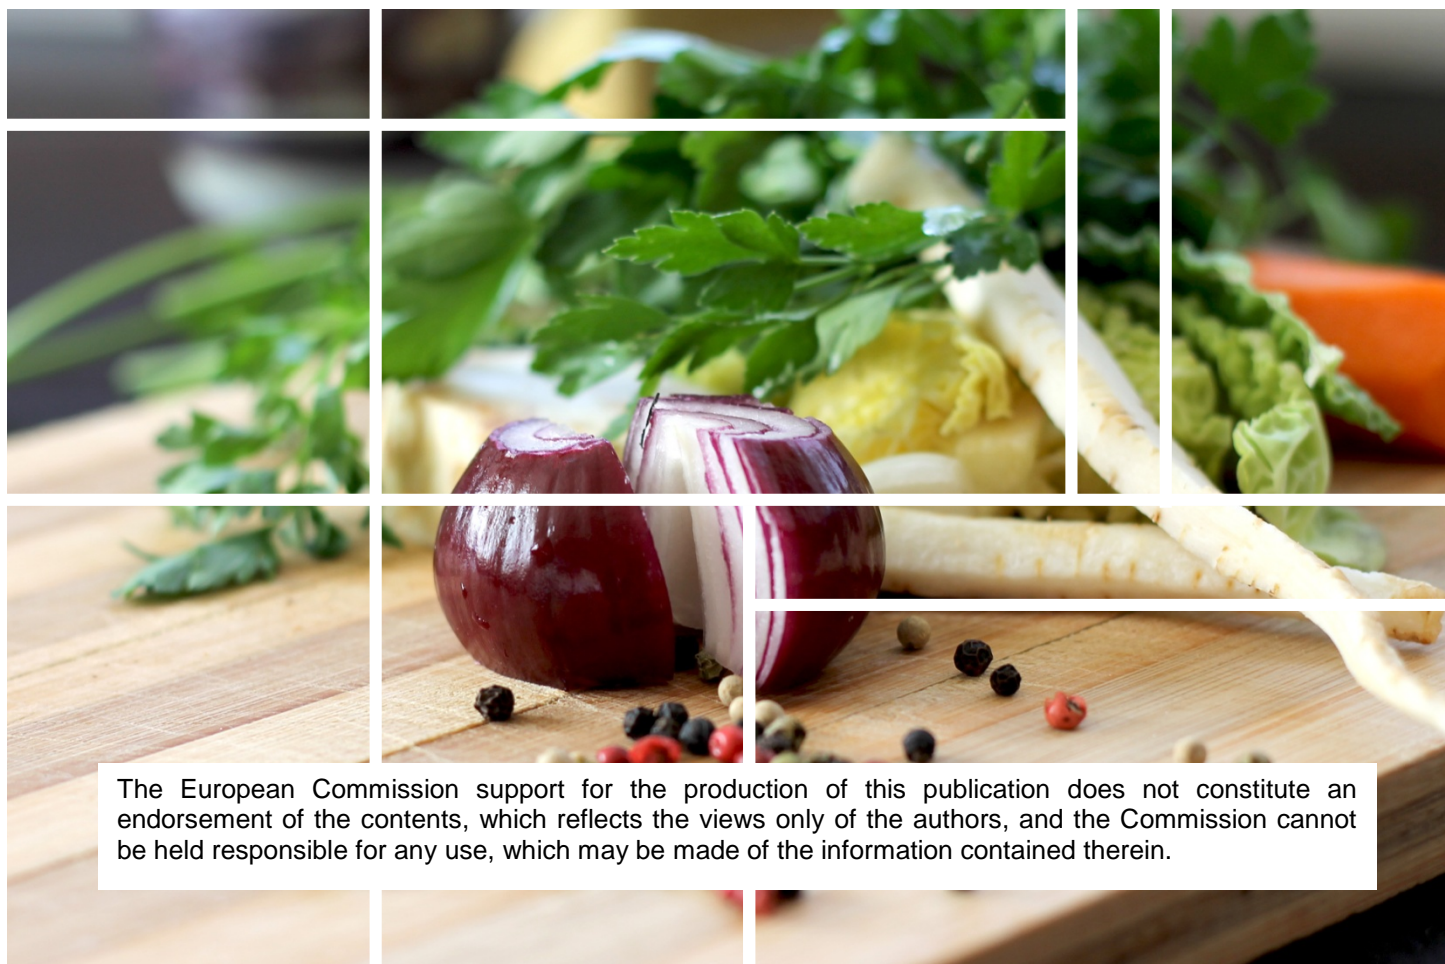 The European Commission support for the production of this publication does not constitute an
endorsement of the contents, which reflects the views only of the authors, and the Commission cannot
be held responsible for any use, which may be made of the information contained therein.